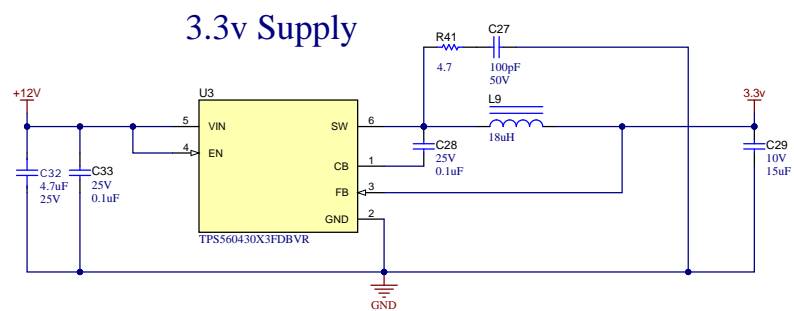 3.3v Supply
R41
4.7
C27
100pF
50V
+12V
U3
5
VIN
4
EN
SW
6
CB
1
FB
3
GND
2
TPS560430X3FDBVR
L9
18uH
3.3v
C28
25V
0.1uF
C29
10V
15uF
C32
4.7uF
25V
C33
25V
0.1uF
GND